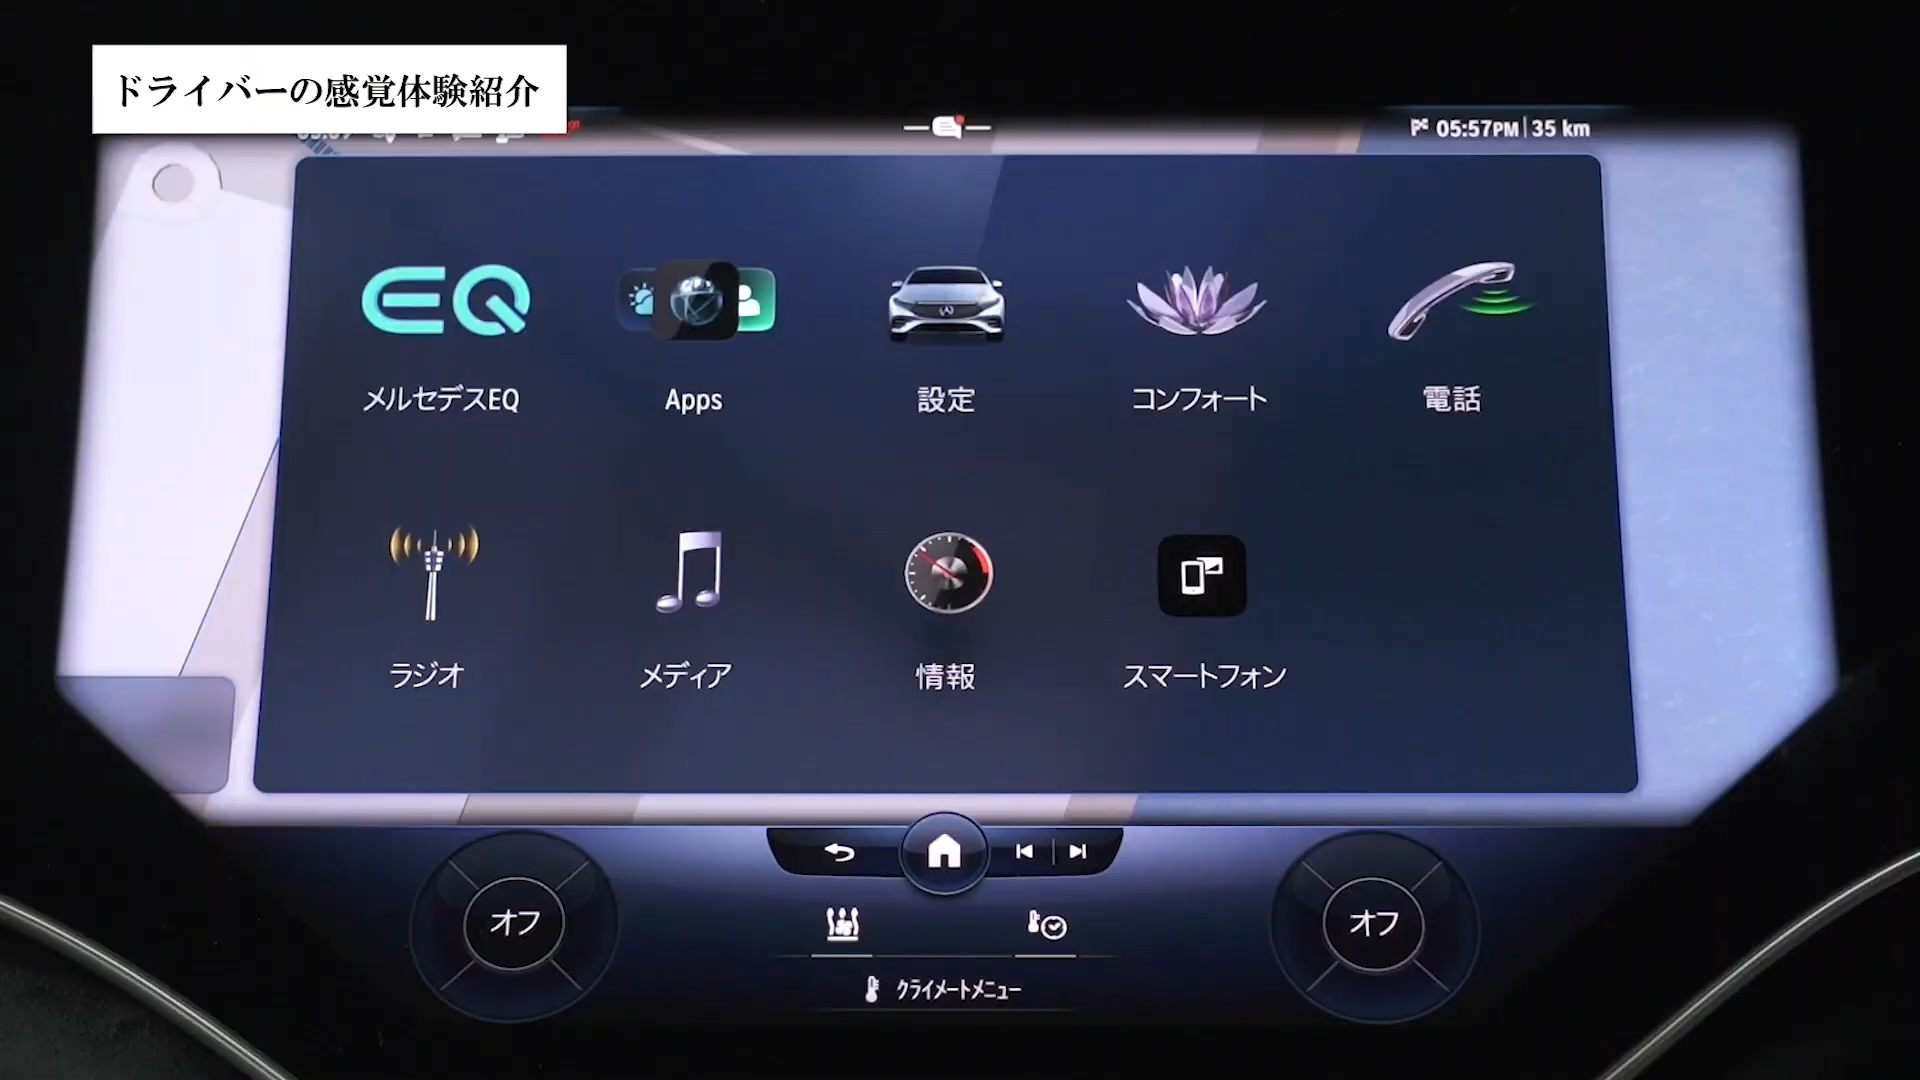 ドライバーの感覚体験紹介
05:57PM | 35 km
EQ
メルセデスEQ
Apps
設定
コンフォート
電話
ラジオ
メディア
情報
スマートフォン
オフ
オフ
クライメートメニュー